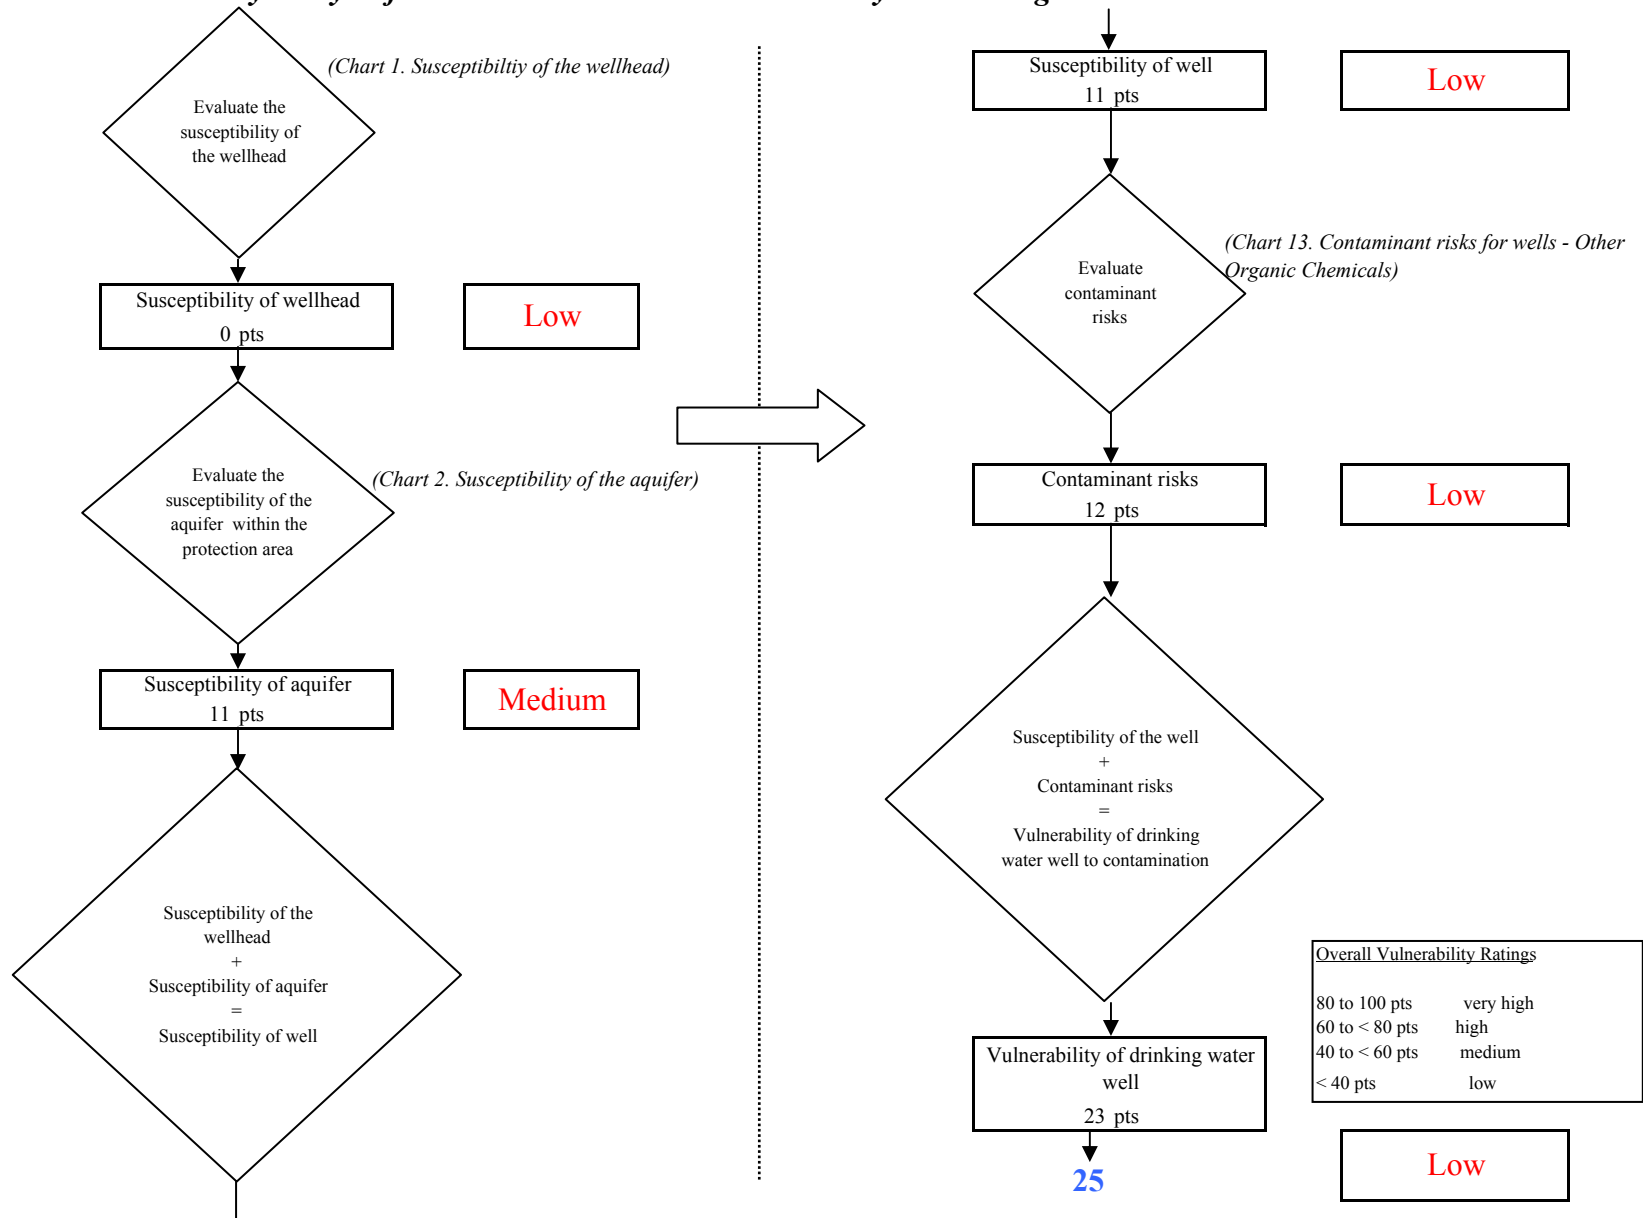 (Chart 1. Susceptibiltiy of the wellhead)
Evaluate the
susceptibility of
the wellhead
Susceptibility of wellhead
0 pts
Low
Evaluate the
susceptibility of the
aquifer within the
protection area
(Chart 2. Susceptibility of the aquifer)
Susceptibility of aquifer
11 pts
Medium
Susceptibility of the
wellhead
+
Susceptibility of aquifer
=
Susceptibility of well
Susceptibility of well
11 pts
Low
Evaluate
contaminant
risks
(Chart 13. Contaminant risks for wells - Other
Organic Chemicals)
Contaminant risks
12 pts
Low
Susceptibility of the well
+
Contaminant risks
=
Vulnerability of drinking
water well to contamination
Overall Vulnerability Ratings
80 to 100 pts very high
60 to < 80 pts high
40 to < 60 pts medium
< 40 pts low
Vulnerability of drinking water
well
23 pts
25
Low